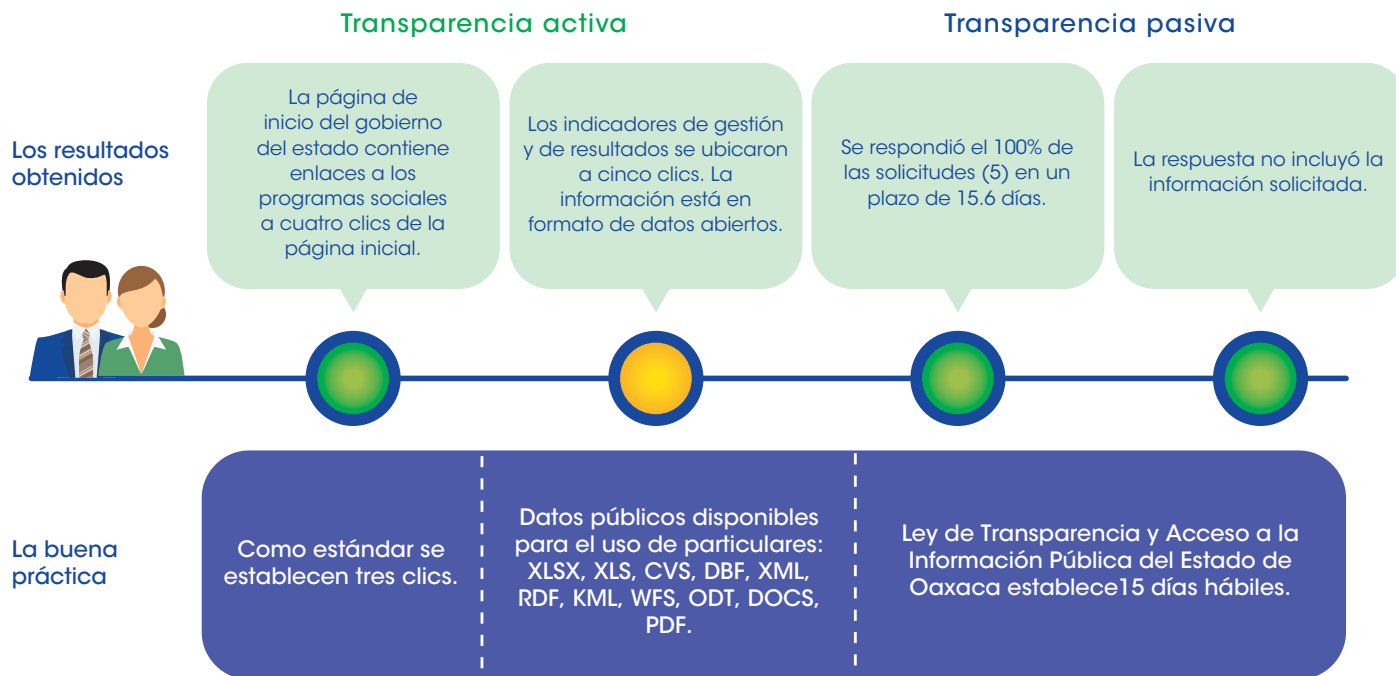 Transparencia activa
Transparencia pasiva
Los resultados
obtenidos
La página de
inicio del gobierno
del estado contiene
enlaces a los
programas sociales
a cuatro clics de la
página inicial.
Los indicadores de gestión
y de resultados se ubicaron
a cinco clics. La
información está en
formato de datos abiertos.
Se respondió el 100% de
las solicitudes (5) en un
plazo de 15.6 días.
La respuesta no incluyó la
información solicitada.
La buena
práctica
Como estándar se
establecen tres clics.
Datos públicos disponibles
para el uso de particulares:
XLSX, XLS, CVS, DBF, XML,
RDF, KML, WFS, ODT, DOCS,
PDF.
Ley de Transparencia y Acceso a la
Información Pública del Estado de
Oaxaca establece15 días hábiles.